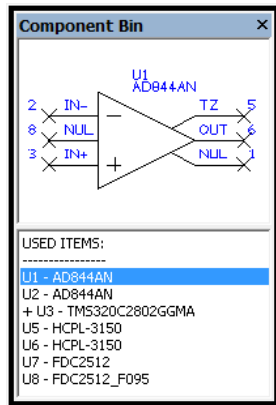 Component Bin ×
U1
AD844AN
2 IN- TZ 5
8 NUL OUT 6
3 IN+ NUL 1
USED ITEMS:
----------------
U1 - AD844AN
U2 - AD844AN
+ U3 - TMS320C2802GGMA
U5 - HCPL-3150
U6 - HCPL-3150
U7 - FDC2512
U8 - FDC2512_F095